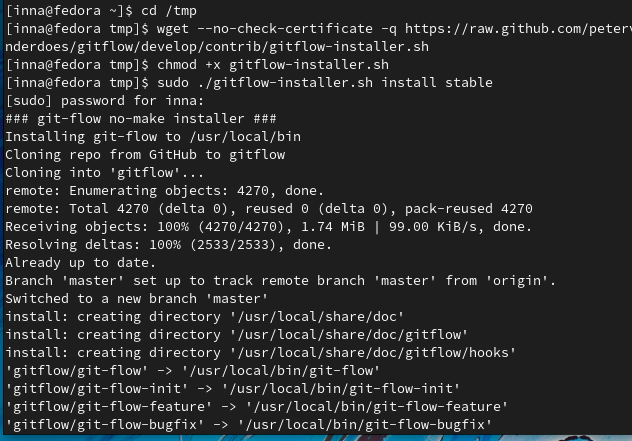 [inna@fedora ~]$ cd /tmp
[inna@fedora tmp]$ wget --no-check-certificate -q https://raw.github.com/peterv
nderdoes/gitflow/develop/contrib/gitflow-installer.sh
[inna@fedora tmp]$ chmod +x gitflow-installer.sh
[inna@fedora tmp]$ sudo ./gitflow-installer.sh install stable
[sudo] password for inna:
### git-flow no-make installer ###
Installing git-flow to /usr/local/bin
Cloning repo from GitHub to gitflow
Cloning into 'gitflow'...
remote: Enumerating objects: 4270, done.
remote: Total 4270 (delta 0), reused 0 (delta 0), pack-reused 4270
Receiving objects: 100% (4270/4270), 1.74 MiB | 99.00 KiB/s, done.
Resolving deltas: 100% (2533/2533), done.
Already up to date.
Branch 'master' set up to track remote branch 'master' from 'origin'.
Switched to a new branch 'master'
install: creating directory '/usr/local/share/doc'
install: creating directory '/usr/local/share/doc/gitflow'
install: creating directory '/usr/local/share/doc/gitflow/hooks'
'gitflow/git-flow' -> '/usr/local/bin/git-flow'
'gitflow/git-flow-init' -> '/usr/local/bin/git-flow-init'
'gitflow/git-flow-feature' -> '/usr/local/bin/git-flow-feature'
'gitflow/git-flow-bugfix' -> '/usr/local/bin/git-flow-bugfix'